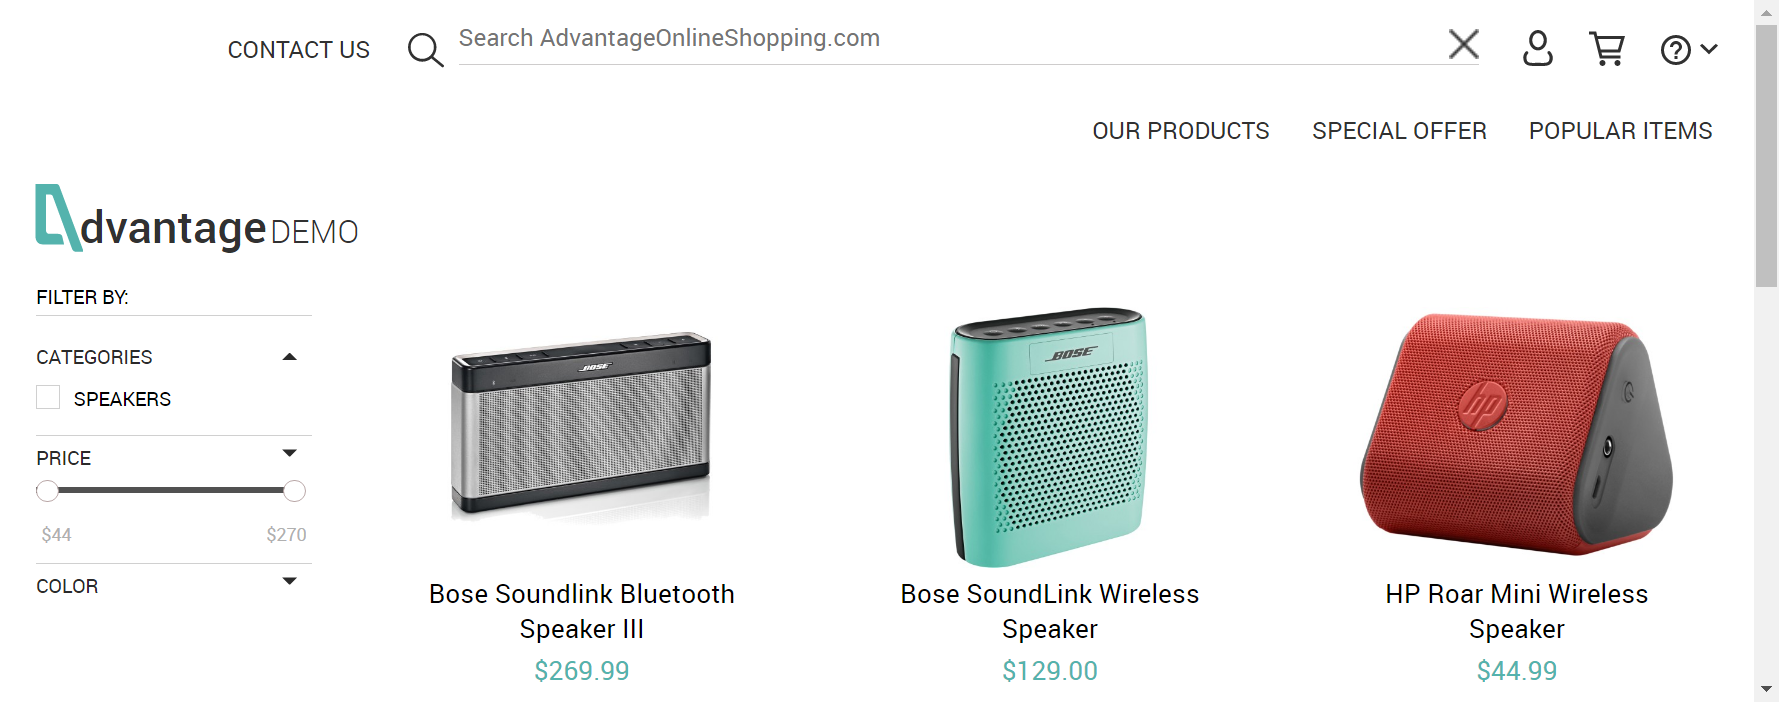 CONTACT US
Search AdvantageOnlineShopping.com
OUR PRODUCTS SPECIAL OFFER POPULAR ITEMS
dvantage DEMO
FILTER BY:
CATEGORIES
SPEAKERS
PRICE
$44 $270
COLOR
BOSE
BOSE
hp
Bose Soundlink Bluetooth
Speaker III
$269.99
Bose SoundLink Wireless
Speaker
$129.00
HP Roar Mini Wireless
Speaker
$44.99